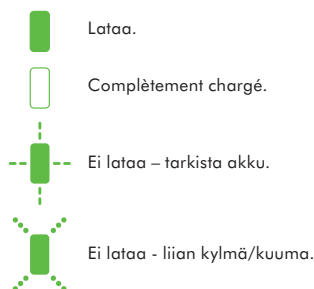 Lataa.
Complètement chargé.
Ei lataa – tarkista akku.
Ei lataa - liian kylmä/kuuma.